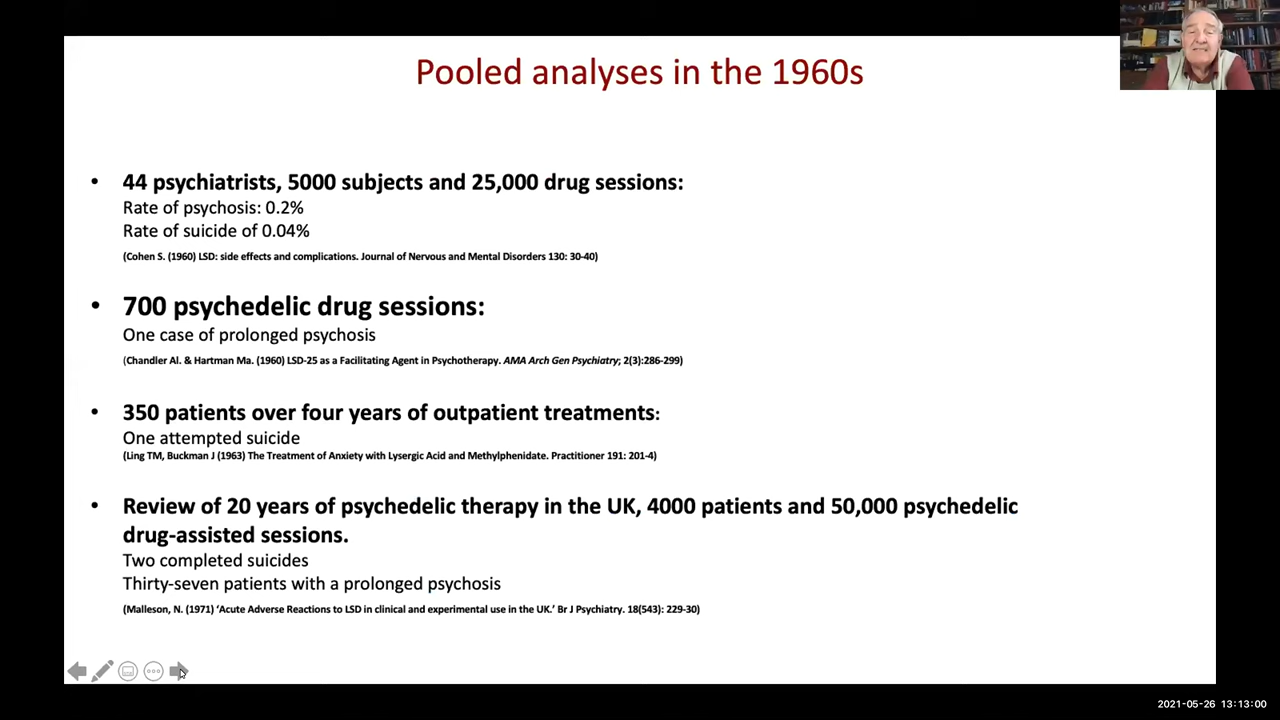 Pooled analyses in the 1960s
• 44 psychiatrists, 5000 subjects and 25,000 drug sessions:
Rate of psychosis: 0.2%
Rate of suicide of 0.04%
(Cohen S. (1960) LSD: side effects and complications. Journal of Nervous and Mental Disorders 130: 30-40)
• 700 psychedelic drug sessions:
One case of prolonged psychosis
(Chandler Al. & Hartman Ma. (1960) LSD-25 as a Facilitating Agent in Psychotherapy. AMA Arch Gen Psychiatry; 2(3):286-299)
• 350 patients over four years of outpatient treatments:
One attempted suicide
(Ling TM, Buckman J (1963) The Treatment of Anxiety with Lysergic Acid and Methylphenidate. Practitioner 191: 201-4)
• Review of 20 years of psychedelic therapy in the UK, 4000 patients and 50,000 psychedelic
drug-assisted sessions.
Two completed suicides
Thirty-seven patients with a prolonged psychosis
(Malleson, N. (1971) ‘Acute Adverse Reactions to LSD in clinical and experimental use in the UK.’ Br J Psychiatry. 18(543): 229-30)
2021-05-26 13:13:00